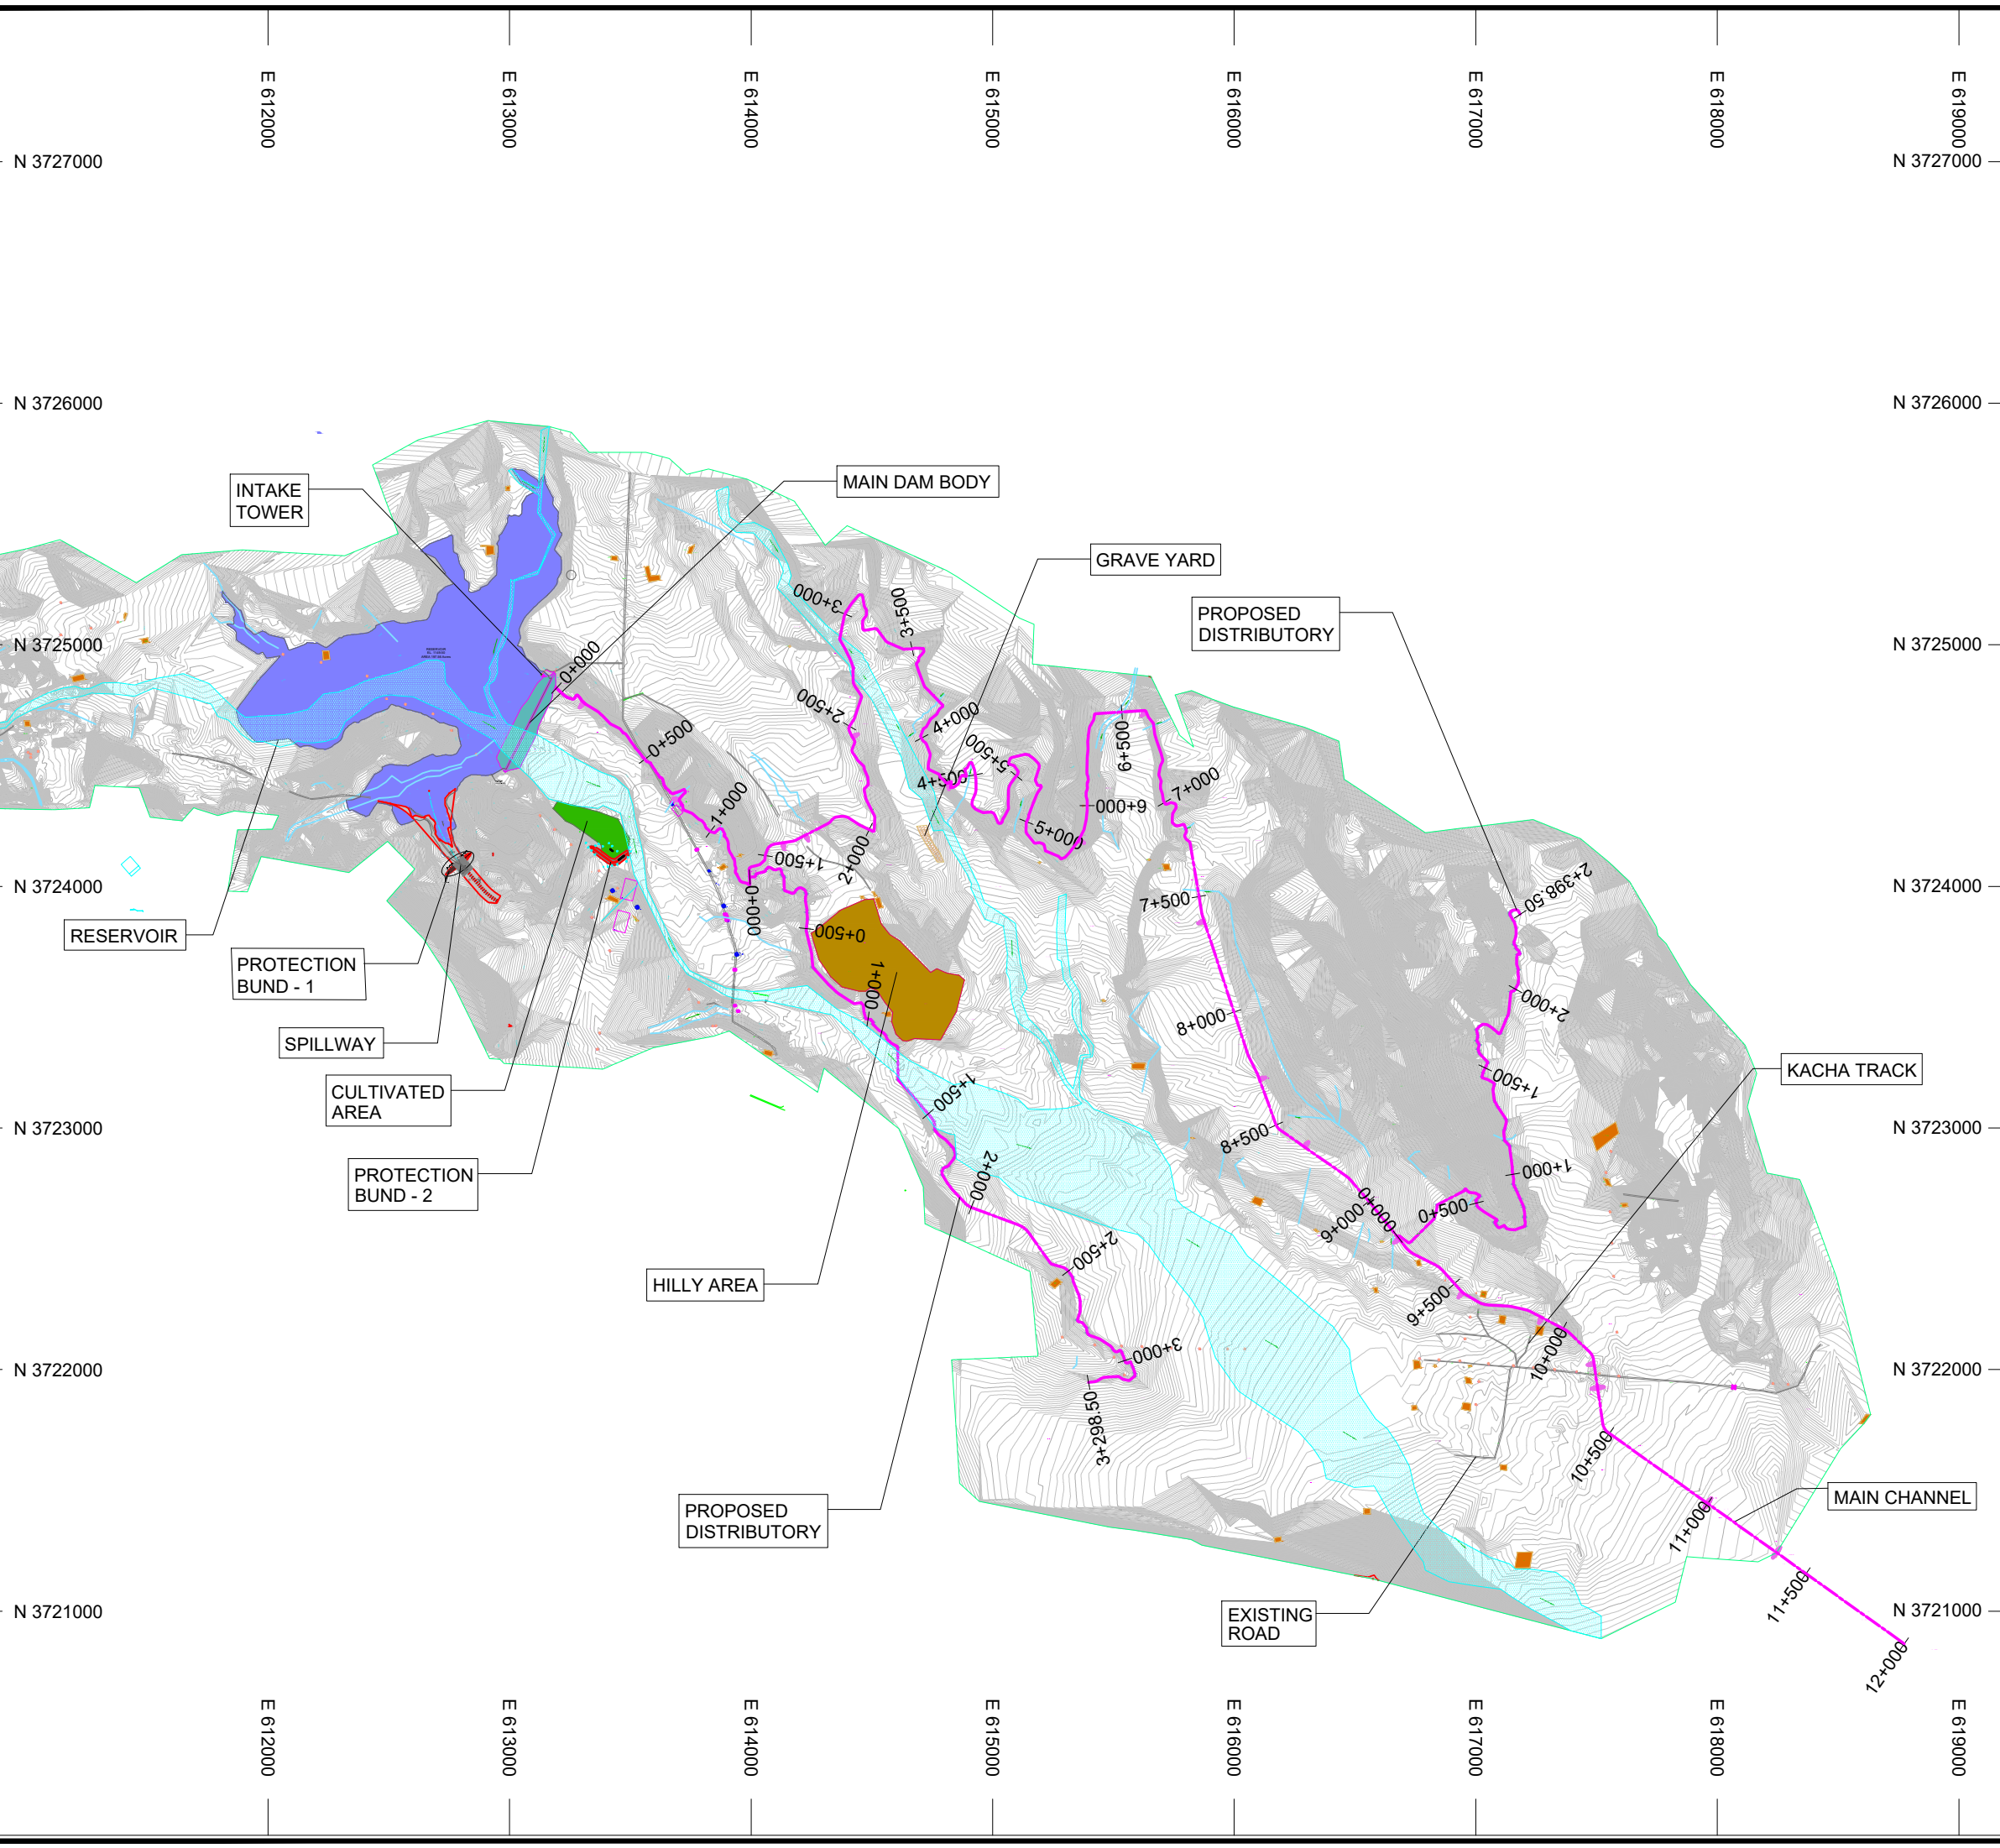 E 612000
E 613000
E 614000
E 615000
E 616000
E 617000
E 618000
E 619000
N 3727000
N 3727000
N 3726000
N 3726000
INTAKE
TOWER
MAIN DAM BODY
GRAVE YARD
PROPOSED
DISTRIBUTORY
N 3725000
N 3725000
0+000
0+500
1+000
1+500
2+000
2+500
3+000
3+500
4+000
4+500
5+000
5+500
6+000
6+500
7+000
7+500
8+000
8+500
9+000
9+500
10+000
10+500
11+000
11+500
12+000
0+000
0+500
1+000
1+500
2+000
2+500
3+000
3+298.50
0+000
0+500
1+000
1+500
2+000
2+398.50
N 3724000
N 3724000
RESERVOIR
PROTECTION
BUND - 1
SPILLWAY
CULTIVATED
AREA
PROTECTION
BUND - 2
KACHA TRACK
N 3723000
N 3723000
HILLY AREA
N 3722000
N 3722000
PROPOSED
DISTRIBUTORY
MAIN CHANNEL
EXISTING
ROAD
N 3721000
N 3721000
E 612000
E 613000
E 614000
E 615000
E 616000
E 617000
E 618000
E 619000